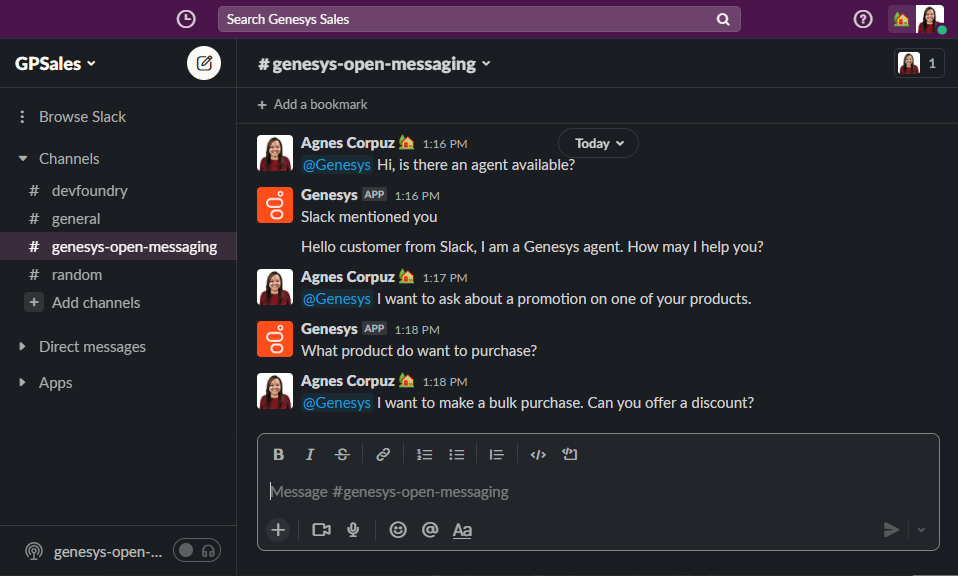 Search Genesys Sales
GPSales
#genesys-open-messaging
1
Browse Slack
+ Add a bookmark
Channels
# devfoundry
# general
# genesys-open-messaging
# random
+ Add channels
Direct messages
Apps
genesys-open-...
Today
Agnes Corpuz 1:16 PM
@Genesys Hi, is there an agent available?
Genesys APP 1:16 PM
Slack mentioned you
Hello customer from Slack, I am a Genesys agent. How may I help you?
Agnes Corpuz 1:17 PM
@Genesys I want to ask about a promotion on one of your products.
Genesys APP 1:18 PM
What product do want to purchase?
Agnes Corpuz 1:18 PM
@Genesys I want to make a bulk purchase. Can you offer a discount?
B I S
Message #genesys-open-messaging
+ @ Aa